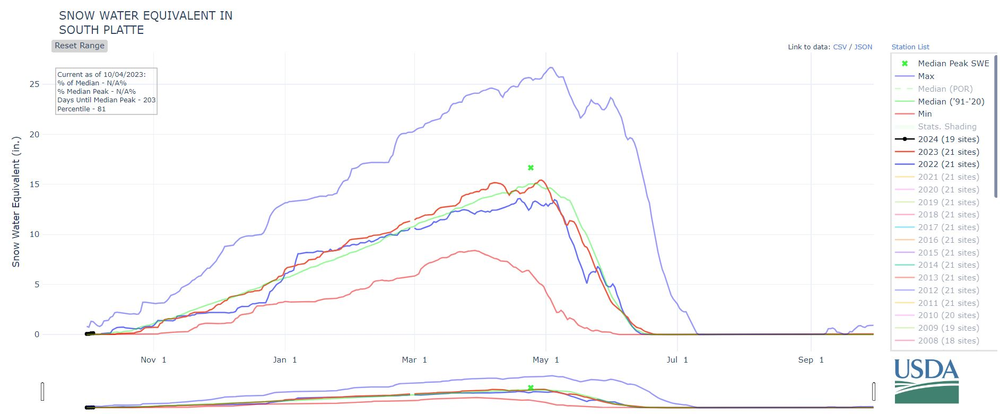 SNOW WATER EQUIVALENT IN
SOUTH PLATTE
Reset Range
Link to data: CSV / JSON
Station List
Current as of 10/04/2023:
% of Median - N/A%
% Median Peak - N/A%
Days Until Median Peak - 203
Percentile - 81
Snow Water Equivalent (in.)
25
20
15
10
5
0
Nov 1
Jan 1
Mar 1
May 1
Jul 1
Sep 1
Median Peak SWE
Max
Median (POR)
Median ('91-'20)
Min
Stats. Shading
2024 (19 sites)
2023 (21 sites)
2022 (21 sites)
2021 (21 sites)
2020 (21 sites)
2019 (21 sites)
2018 (21 sites)
2017 (21 sites)
2016 (21 sites)
2015 (21 sites)
2014 (21 sites)
2013 (21 sites)
2012 (21 sites)
2011 (21 sites)
2010 (20 sites)
2009 (19 sites)
2008 (18 sites)
USDA